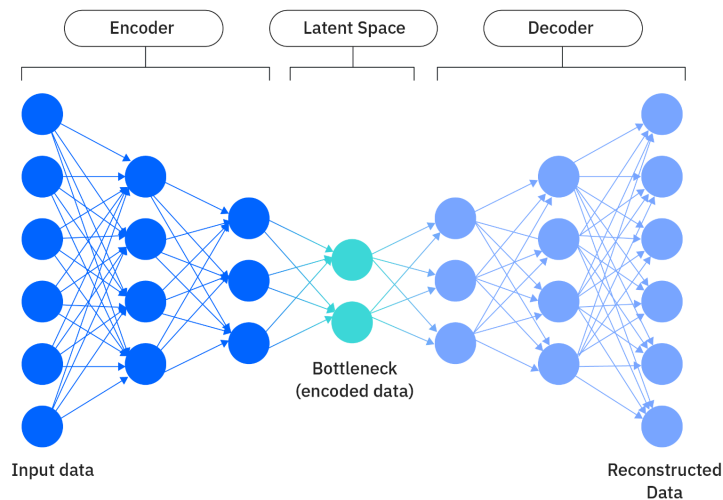 Encoder
Latent Space
Decoder
Bottleneck
(encoded data)
Input data
Reconstructed
Data